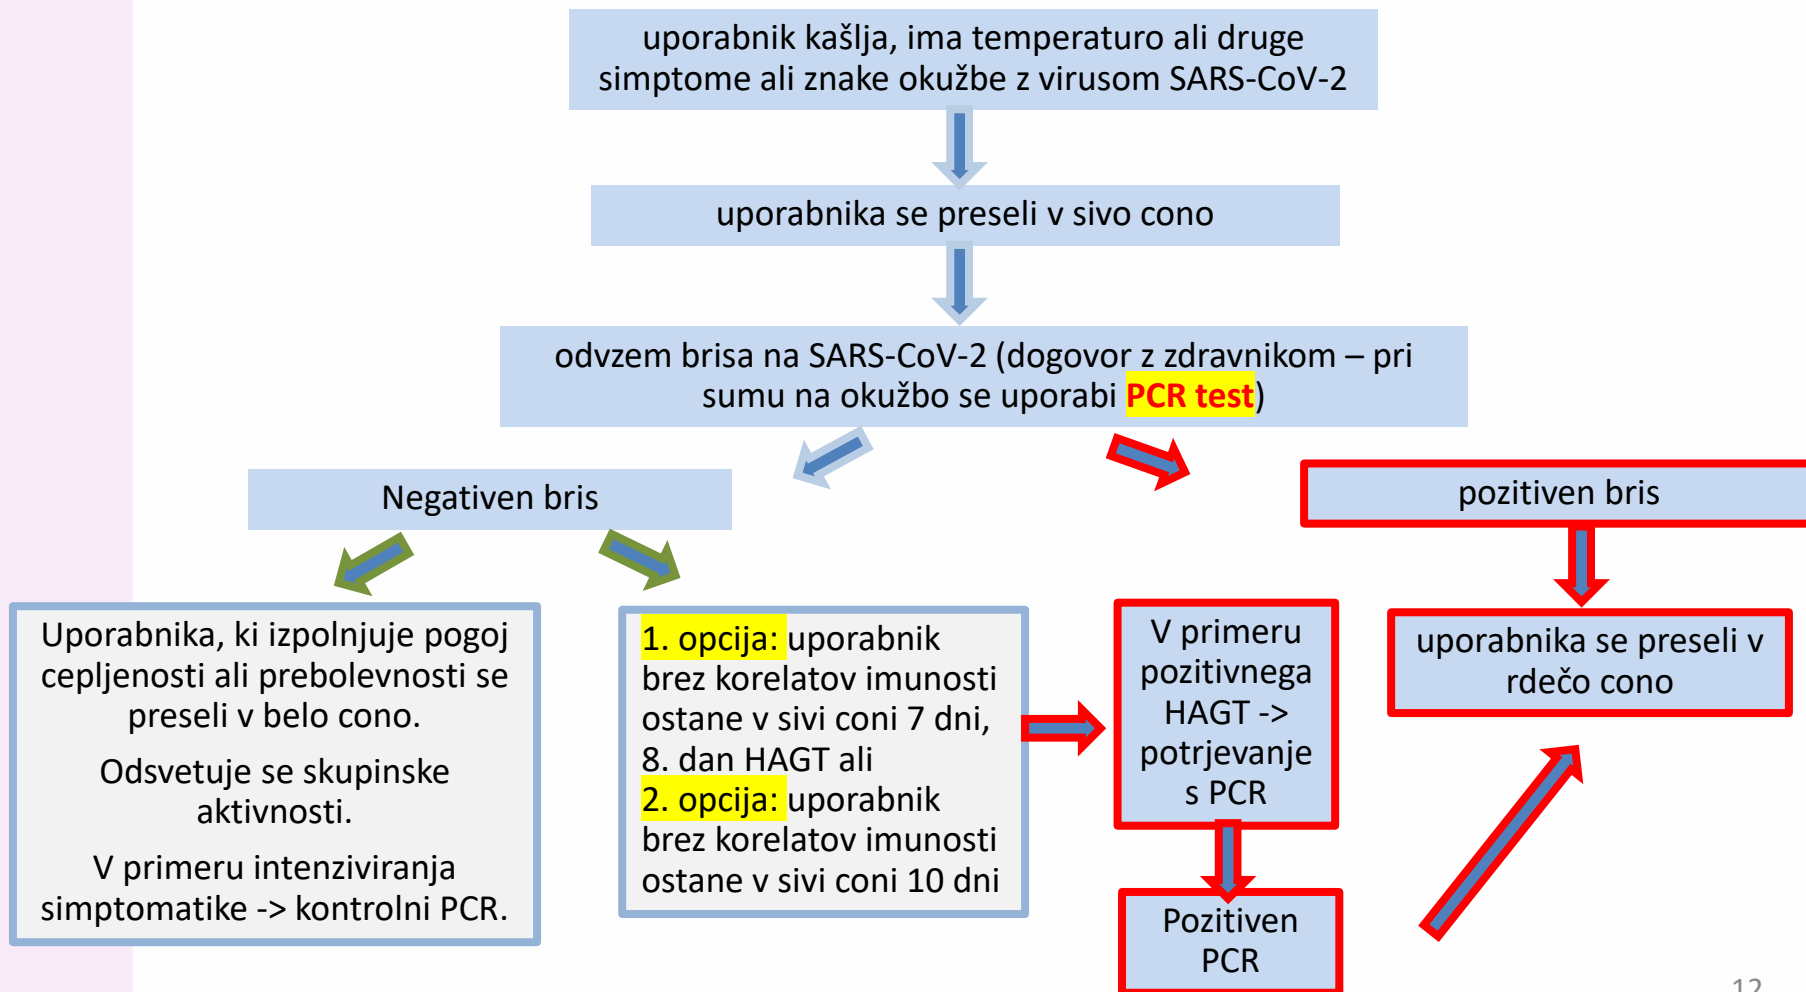 uporabnik kašlja, ima temperaturo ali druge
simptome ali znake okužbe z virusom SARS-CoV-2
uporabnika se preseli v sivo cono
odvzem brisa na SARS-CoV-2 (dogovor z zdravnikom – pri
sumu na okužbo se uporabi PCR test)
Negativen bris
pozitiven bris
Uporabnika, ki izpolnjuje pogoj
cepljenosti ali prebolevnosti se
preseli v belo cono.
Odsvetuje se skupinske
aktivnosti.
V primeru intenziviranja
simptomatike -> kontrolni PCR.
1. opcija: uporabnik
brez korelatov imunosti
ostane v sivi coni 7 dni,
8. dan HAGT ali
2. opcija: uporabnik
brez korelatov imunosti
ostane v sivi coni 10 dni
V primeru
pozitivnega
HAGT ->
potrjevanje
s PCR
Pozitiven
PCR
uporabnika se preseli v
rdečo cono
12